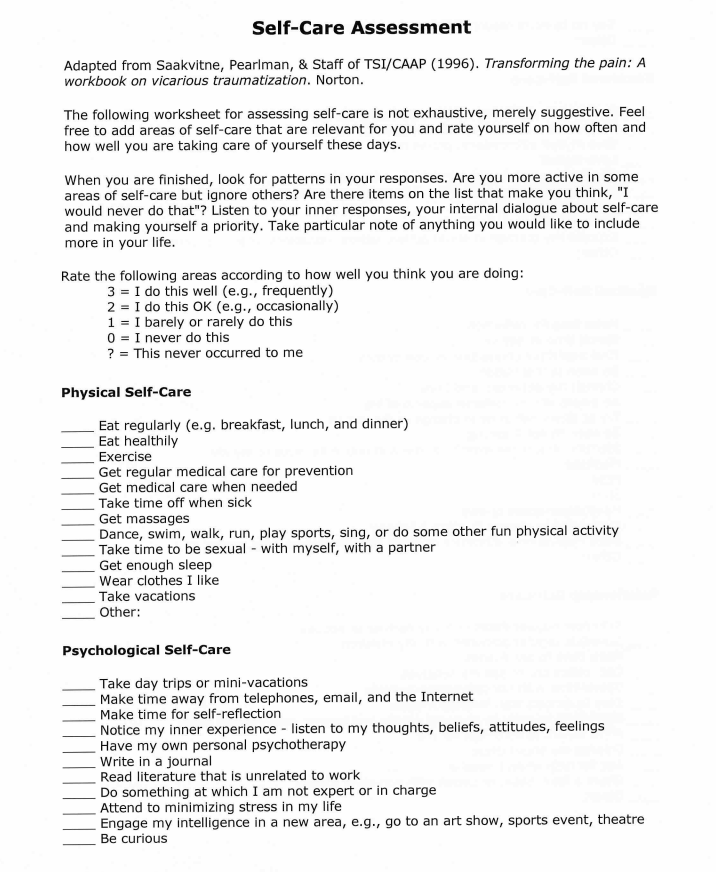 Self-Care Assessment
Adapted from Saakvitne, Pearlman, & Staff of TSI/CAAP (1996). Transforming the pain: A
workbook on vicarious traumatization. Norton.
The following worksheet for assessing self-care is not exhaustive, merely suggestive. Feel
free to add areas of self-care that are relevant for you and rate yourself on how often and
how well you are taking care of yourself these days.
When you are finished, look for patterns in your responses. Are you more active in some
areas of self-care but ignore others? Are there items on the list that make you think, "I
would never do that"? Listen to your inner responses, your internal dialogue about self-care
and making yourself a priority. Take particular note of anything you would like to include
more in your life.
Rate the following areas according to how well you think you are doing:
3 = I do this well (e.g., frequently)
2 = I do this OK (e.g., occasionally)
1 = I barely or rarely do this
0 = I never do this
? = This never occurred to me
Physical Self-Care
____ Eat regularly (e.g. breakfast, lunch, and dinner)
____ Eat healthily
____ Exercise
____ Get regular medical care for prevention
____ Get medical care when needed
____ Take time off when sick
____ Get massages
____ Dance, swim, walk, run, play sports, sing, or do some other fun physical activity
____ Take time to be sexual - with myself, with a partner
____ Get enough sleep
____ Wear clothes I like
____ Take vacations
____ Other:
Psychological Self-Care
____ Take day trips or mini-vacations
____ Make time away from telephones, email, and the Internet
____ Make time for self-reflection
____ Notice my inner experience - listen to my thoughts, beliefs, attitudes, feelings
____ Have my own personal psychotherapy
____ Write in a journal
____ Read literature that is unrelated to work
____ Do something at which I am not expert or in charge
____ Attend to minimizing stress in my life
____ Engage my intelligence in a new area, e.g., go to an art show, sports event, theatre
____ Be curious